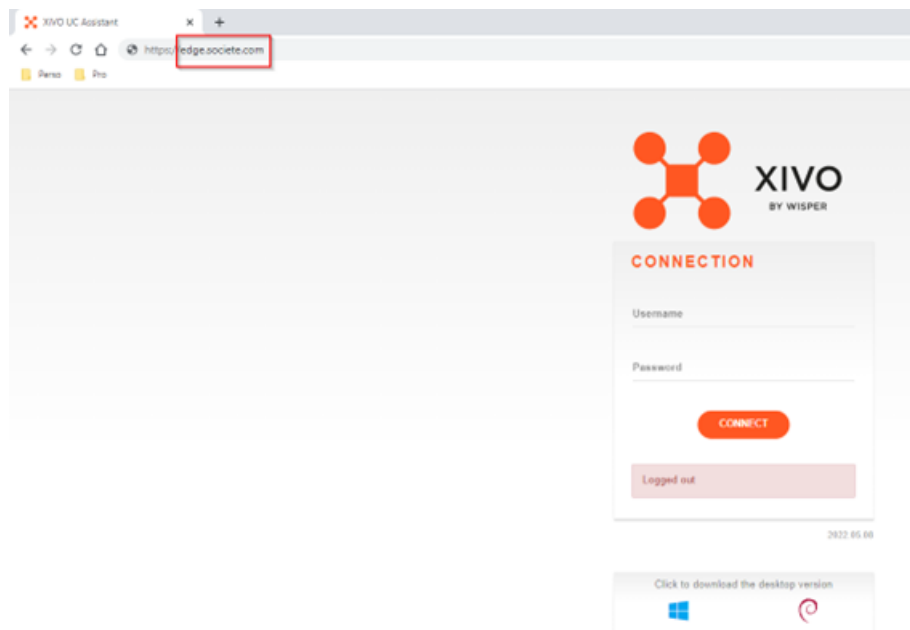 XIVO UC Assistant
https://edge.societe.com
Perso Pro
XIVO
BY WISPER
CONNECTION
Username
Password
CONNECT
Logged out
2022.05.00
Click to download the desktop version